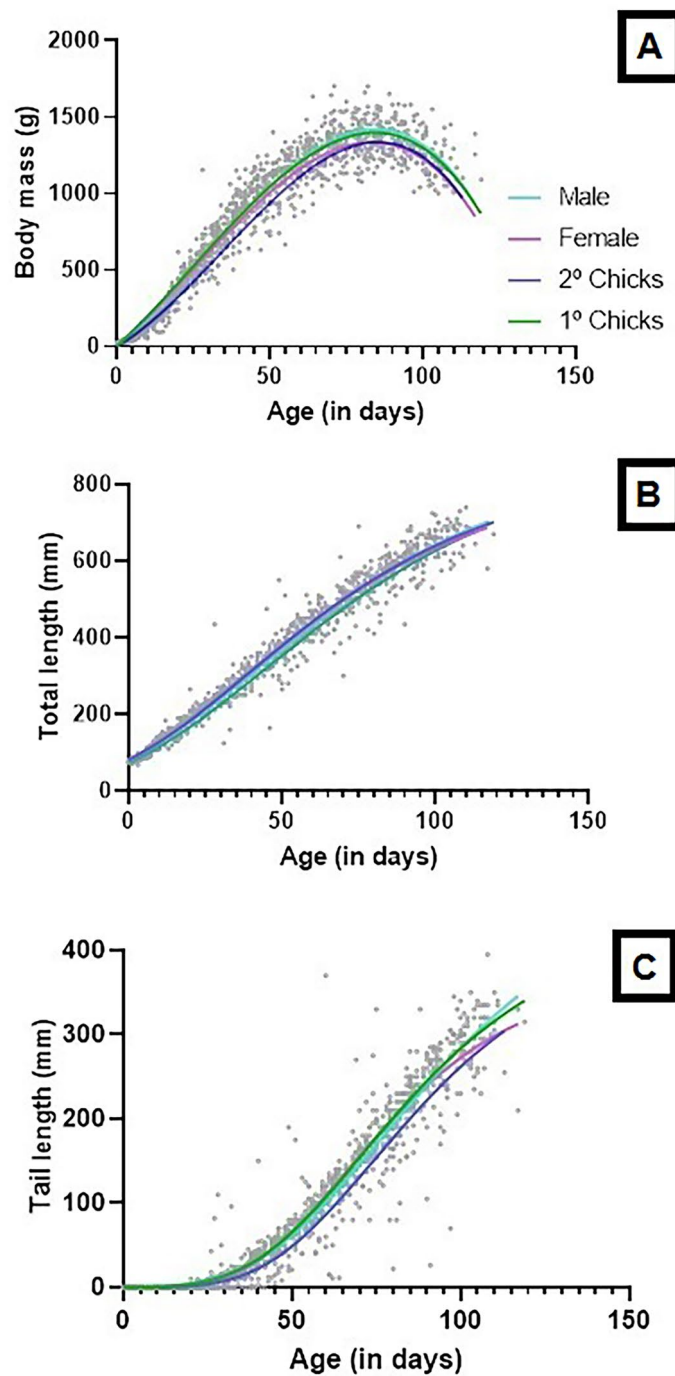 A
2000
1500
1000
500
0
Body mass (g)
Male
Female
2º Chicks
1º Chicks
0 50 100 150
Age (in days)
B
800
600
400
200
0
Total length (mm)
0 50 100 150
Age (in days)
C
400
300
200
100
0
Tail length (mm)
0 50 100 150
Age (in days)